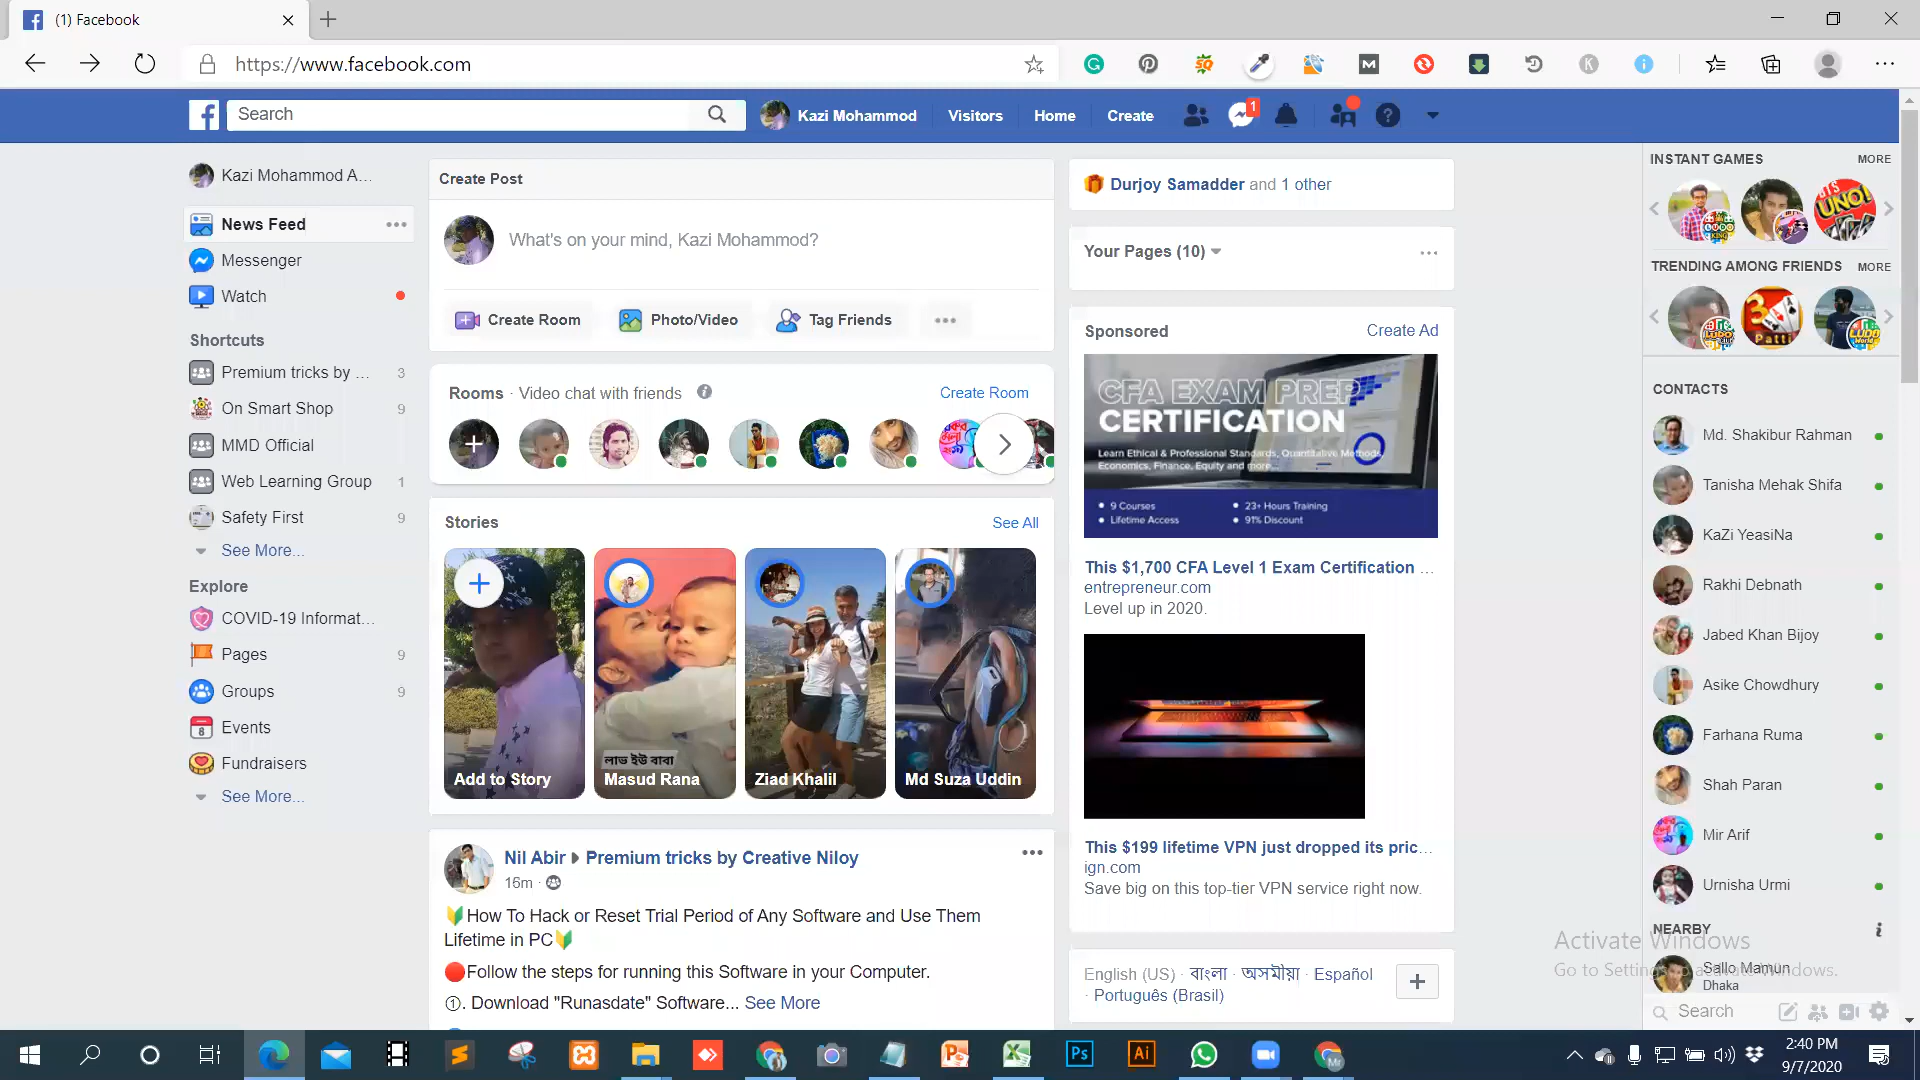 (1) Facebook
https://www.facebook.com
Search
Kazi Mohammod
Visitors
Home
Create
1
Kazi Mohammod A...
News Feed
Messenger
Watch
Shortcuts
Premium tricks by ... 3
On Smart Shop 9
MMD Official
Web Learning Group 1
Safety First 9
See More...
Explore
COVID-19 Informat...
Pages 9
Groups 9
Events
Fundraisers
See More...
Create Post
What's on your mind, Kazi Mohammod?
Create Room
Photo/Video
Tag Friends
Rooms · Video chat with friends
Create Room
Stories
See All
Add to Story
লাভ ইউ বাবা
Masud Rana
Ziad Khalil
Md Suza Uddin
Nil Abir
Premium tricks by Creative Niloy
16m ·
How To Hack or Reset Trial Period of Any Software and Use Them
Lifetime in PC
Follow the steps for running this Software in your Computer.
①. Download "Runasdate" Software... See More
Durjoy Samadder and 1 other
Your Pages (10)
Sponsored
Create Ad
CFA EXAM PREP
CERTIFICATION
Learn Ethical & Professional Standards, Quantitative Methods,
Economics, Finance, Equity and more
9 Courses
23+ Hours Training
Lifetime Access
91% Discount
This $1,700 CFA Level 1 Exam Certification ...
entrepreneur.com
Level up in 2020.
This $199 lifetime VPN just dropped its pric...
ign.com
Save big on this top-tier VPN service right now.
English (US) · বাংলা · অসমীয়া · Español
· Português (Brasil)
INSTANT GAMES
MORE
UNO!
TRENDING AMONG FRIENDS
MORE
CONTACTS
Md. Shakibur Rahman
Tanisha Mehak Shifa
KaZi YeasiNa
Rakhi Debnath
Jabed Khan Bijoy
Asike Chowdhury
Farhana Ruma
Shah Paran
Mir Arif
Urnisha Urmi
NEARBY
Activate Windows
Go to Settings to activate Windows.
Sallo Mamun
Dhaka
Search
2:40 PM
9/7/2020